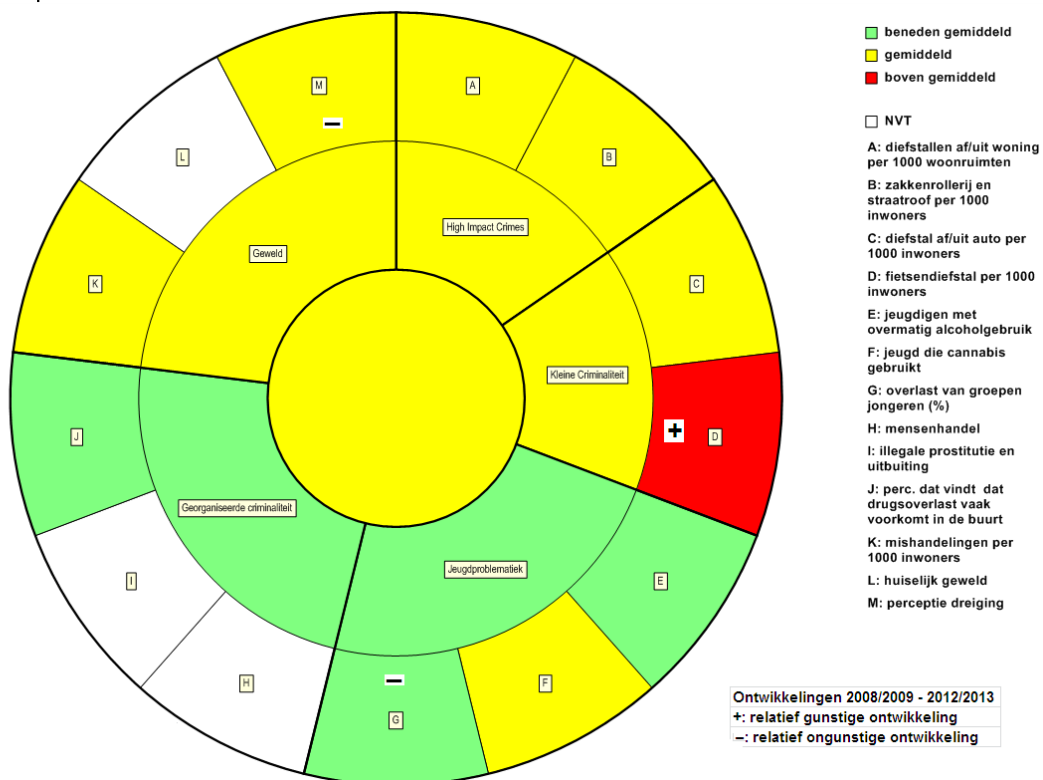 beneden gemiddeld
gemiddeld
boven gemiddeld
NVT
A: diefstallen af/uit woning
per 1000 woonruimten
B: zakkenrollerij en
straatroof per 1000
inwoners
C: diefstal af/uit auto per
1000 inwoners
D: fietsendiefstal per 1000
inwoners
E: jeugdigen met
overmatig alcoholgebruik
F: jeugd die cannabis
gebruikt
G: overlast van groepen
jongeren (%)
H: mensenhandel
I: illegale prostitutie en
uitbuiting
J: perc. dat vindt dat
drugsoverlast vaak
voorkomt in de buurt
K: mishandelingen per
1000 inwoners
L: huiselijk geweld
M: perceptie dreiging
M
–
A
L
B
High Impact Crimes
Geweld
K
C
Kleine Criminaliteit
+
D
J
Georganiseerde criminaliteit
Jeugdproblematiek
I
E
–
H
F
G
Ontwikkelingen 2008/2009 - 2012/2013
+: relatief gunstige ontwikkeling
–: relatief ongunstige ontwikkeling